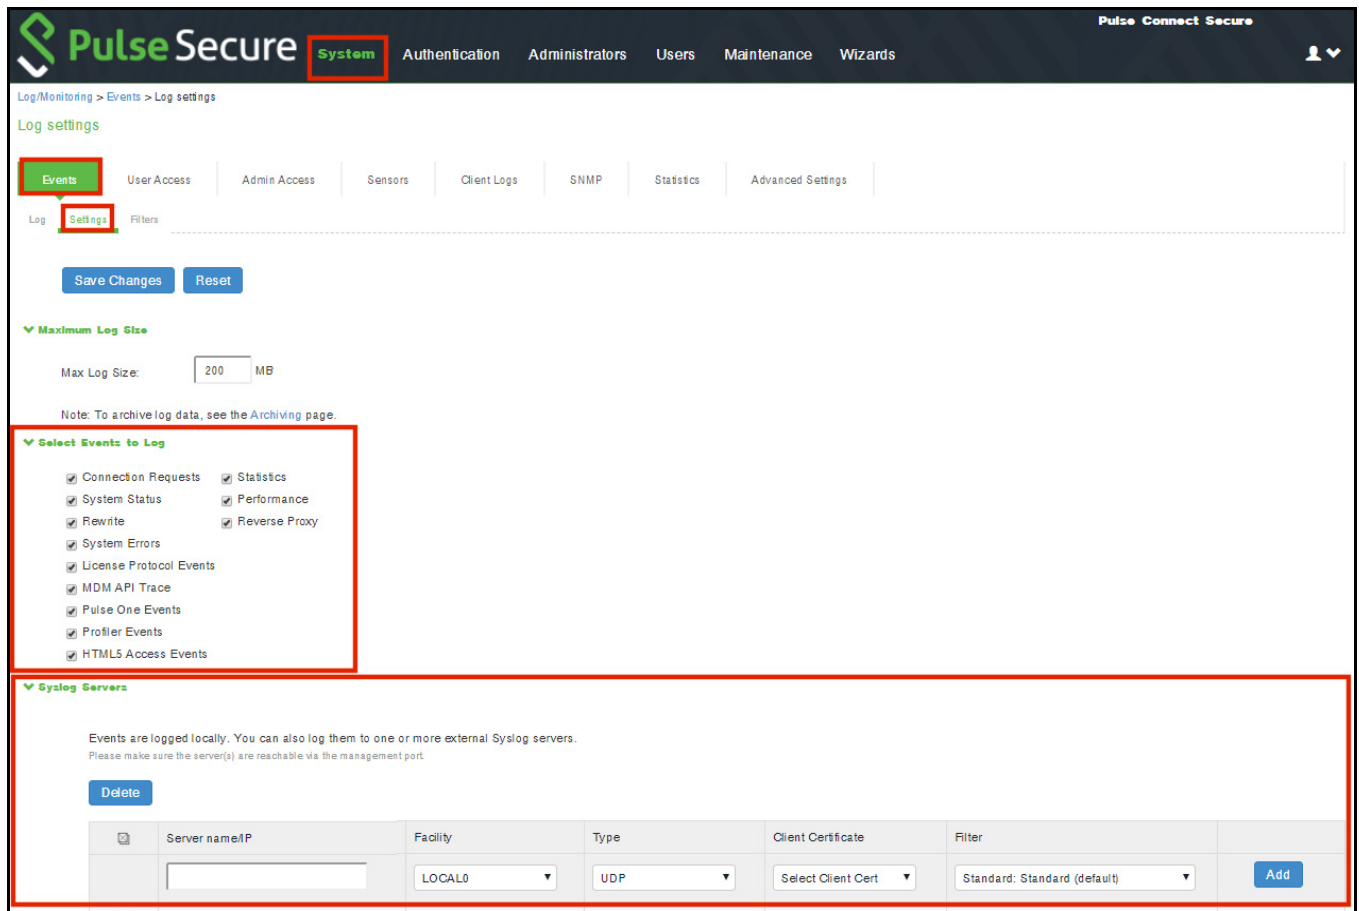 Pulse Connect Secure
Pulse Secure System Authentication Administrators Users Maintenance Wizards
Log/Monitoring > Events > Log settings
Log settings
Events User Access Admin Access Sensors Client Logs SNMP Statistics Advanced Settings
Log Settings Filters
Save Changes Reset
Maximum Log Size
Max Log Size: 200 MB
Note: To archive log data, see the Archiving page.
Select Events to Log
Connection Requests Statistics
System Status Performance
Rewrite Reverse Proxy
System Errors
License Protocol Events
MDM API Trace
Pulse One Events
Profiler Events
HTML5 Access Events
Syslog Servers
Events are logged locally. You can also log them to one or more external Syslog servers.
Please make sure the server(s) are reachable via the management port.
Delete
Server name/IP Facility Type Client Certificate Filter
LOCAL0 UDP Select Client Cert Standard: Standard (default) Add